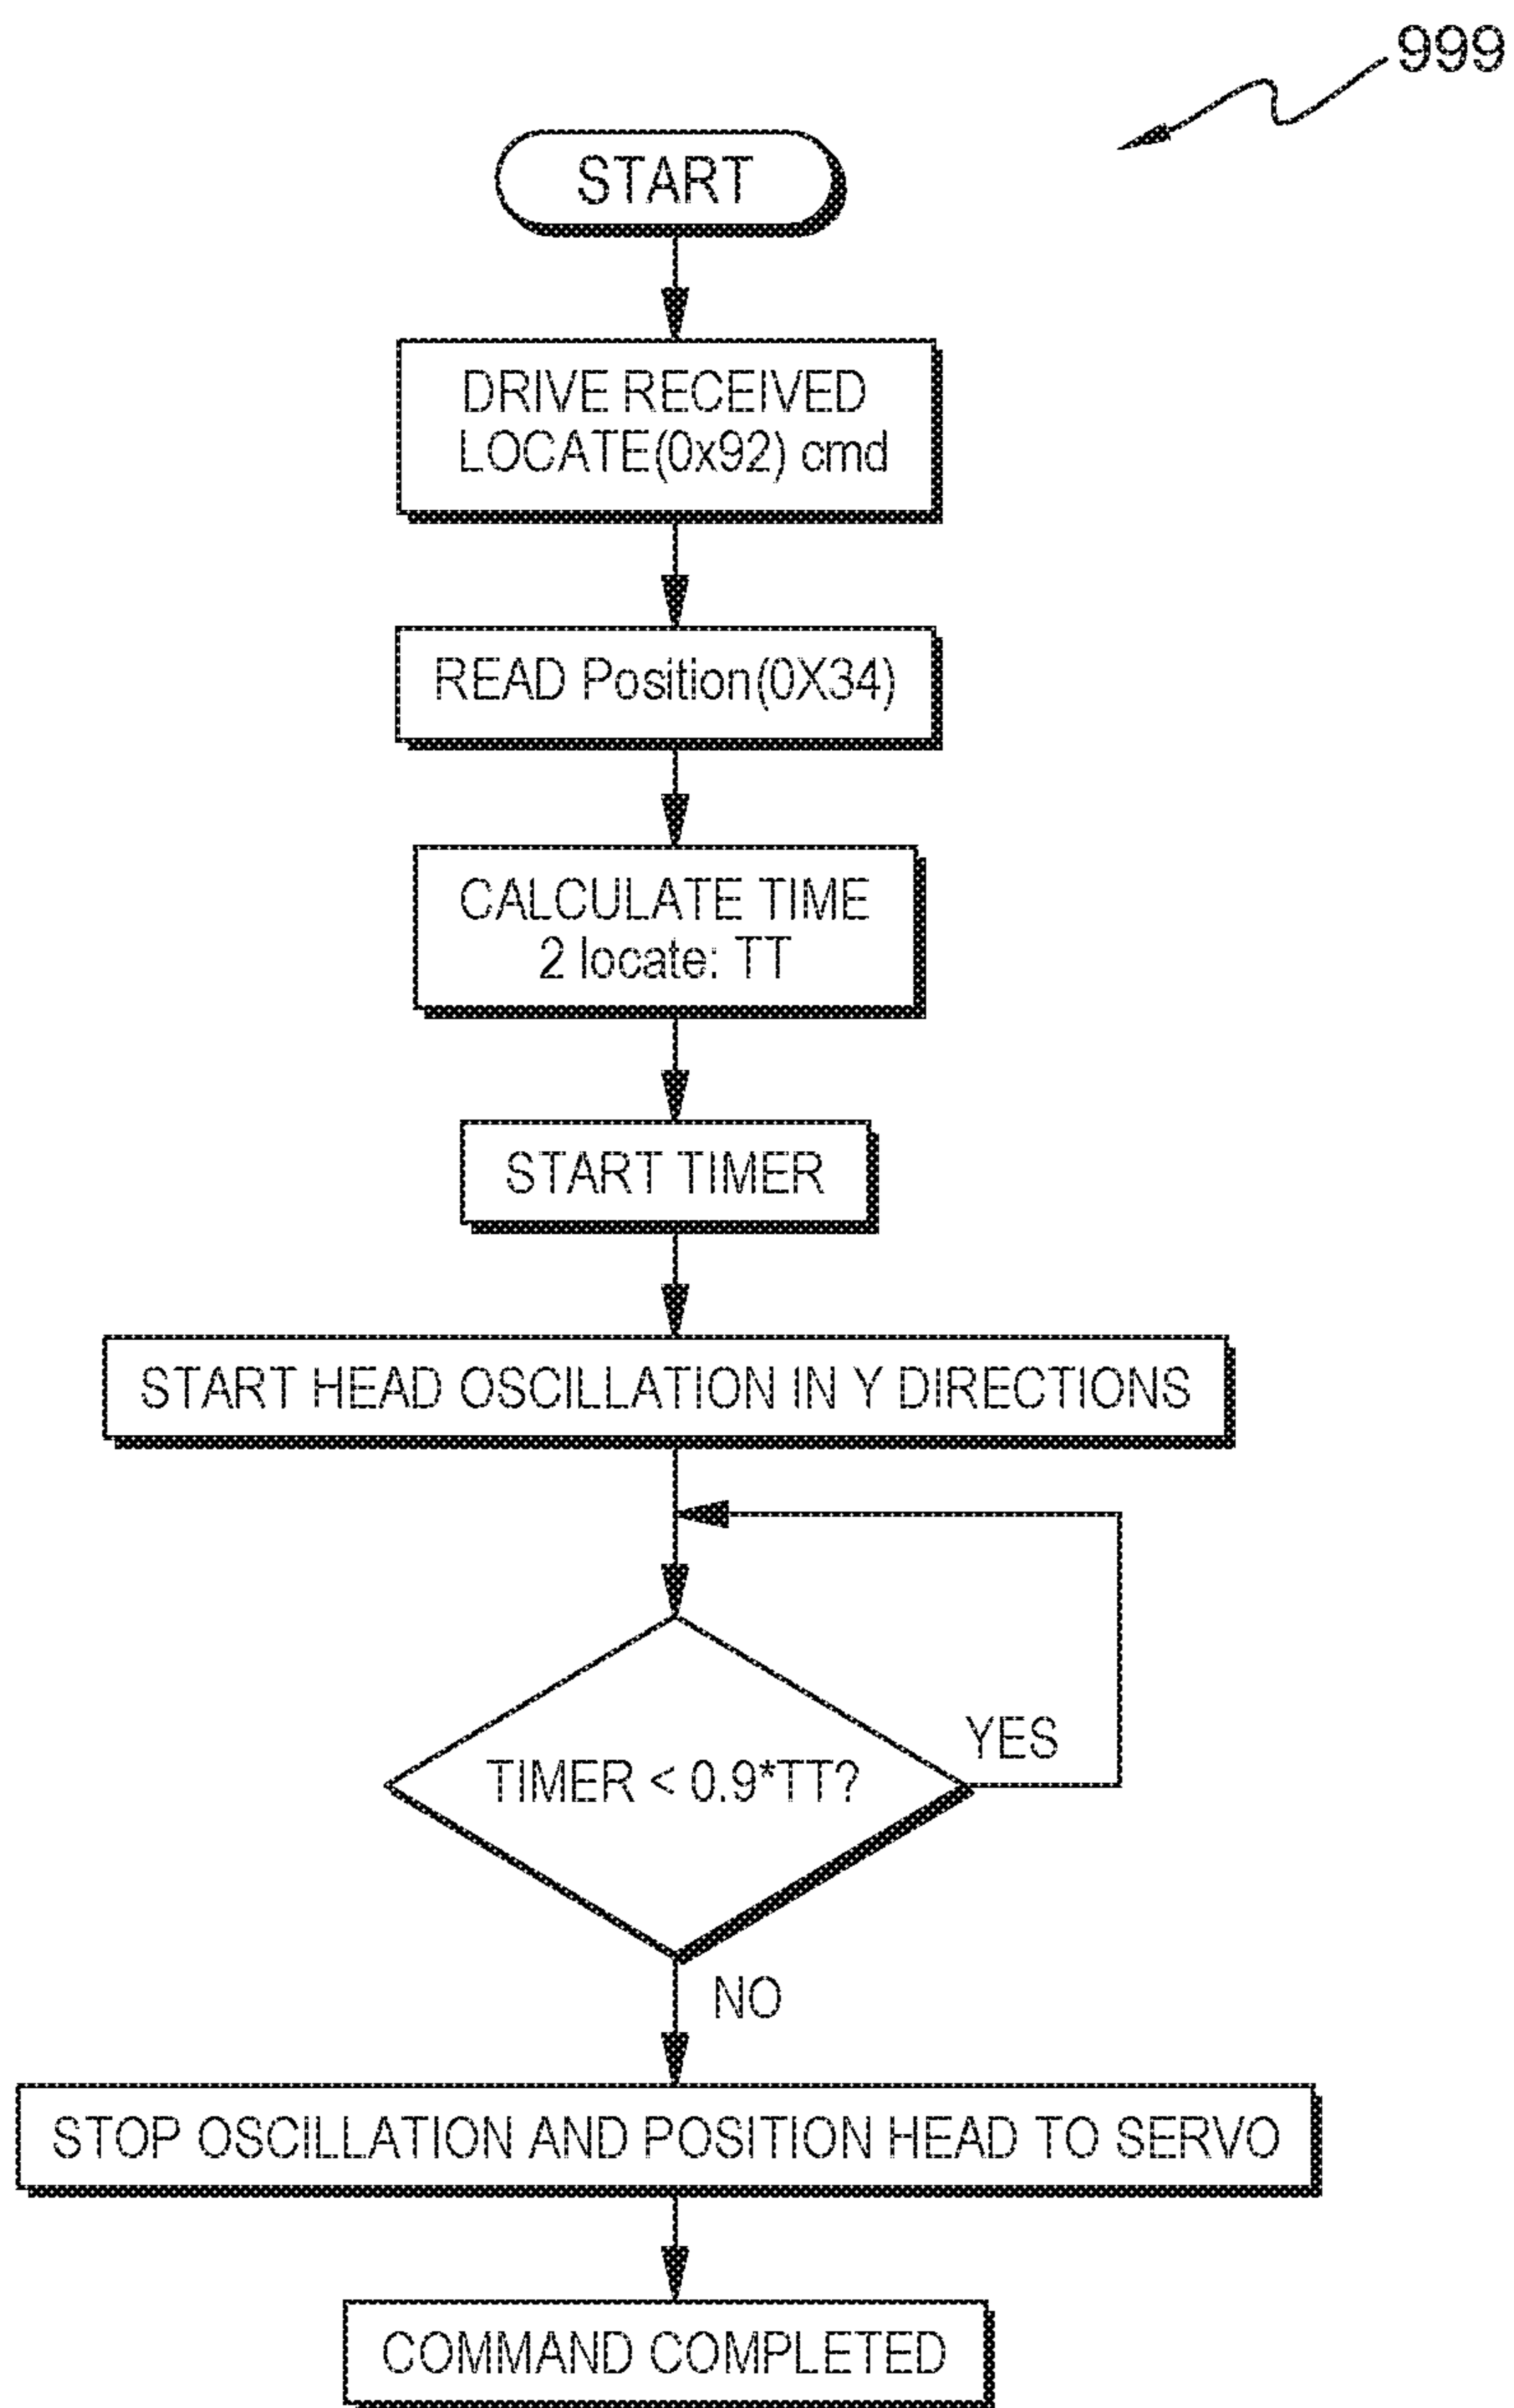 999
START
DRIVE RECEIVED
LOCATE(0x92) cmd
READ Position(0X34)
CALCULATE TIME
2 locate: TT
START TIMER
START HEAD OSCILLATION IN Y DIRECTIONS
TIMER < 0.9*TT?
YES
NO
STOP OSCILLATION AND POSITION HEAD TO SERVO
COMMAND COMPLETED